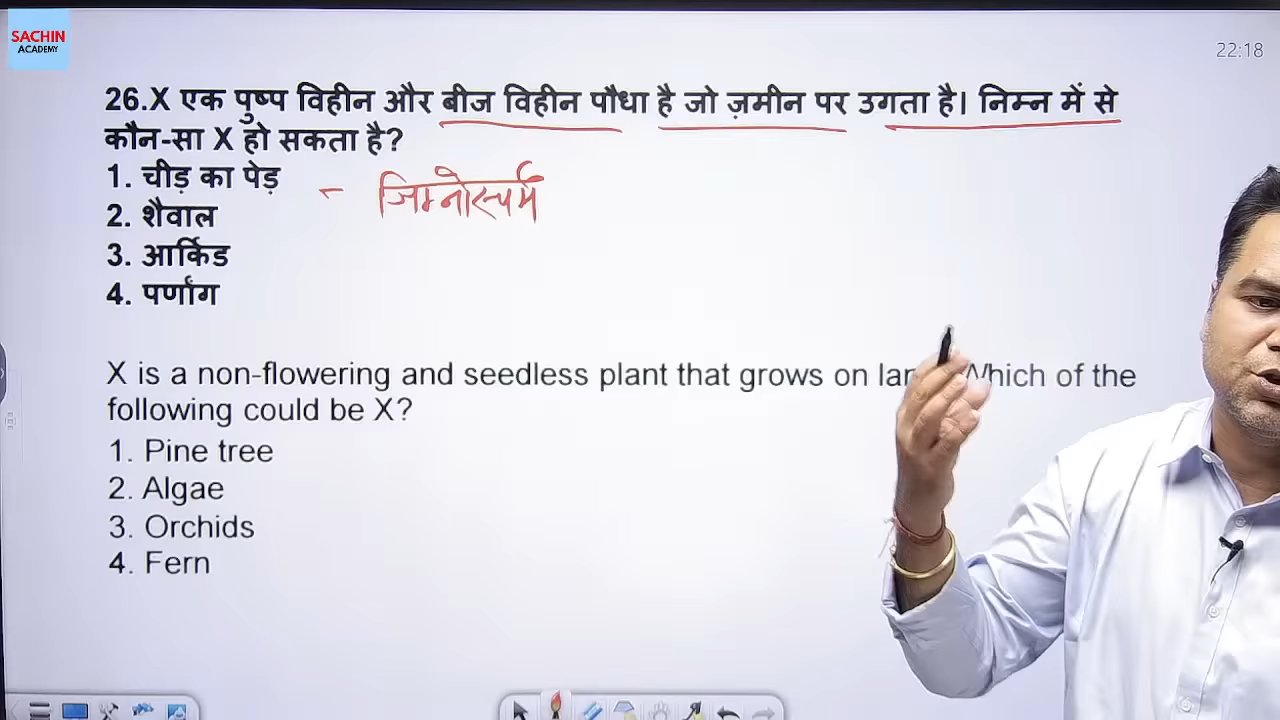 SACHIN
ACADEMY
22:18
26.X एक पुष्प विहीन और बीज विहीन पौधा है जो ज़मीन पर उगता है। निम्न में से
कौन-सा X हो सकता है?
1. चीड़ का पेड़ - जिम्नोस्पर्म
2. शैवाल
3. आर्किड
4. पर्णांग
X is a non-flowering and seedless plant that grows on Which of the
following could be X?
1. Pine tree
2. Algae
3. Orchids
4. Fern